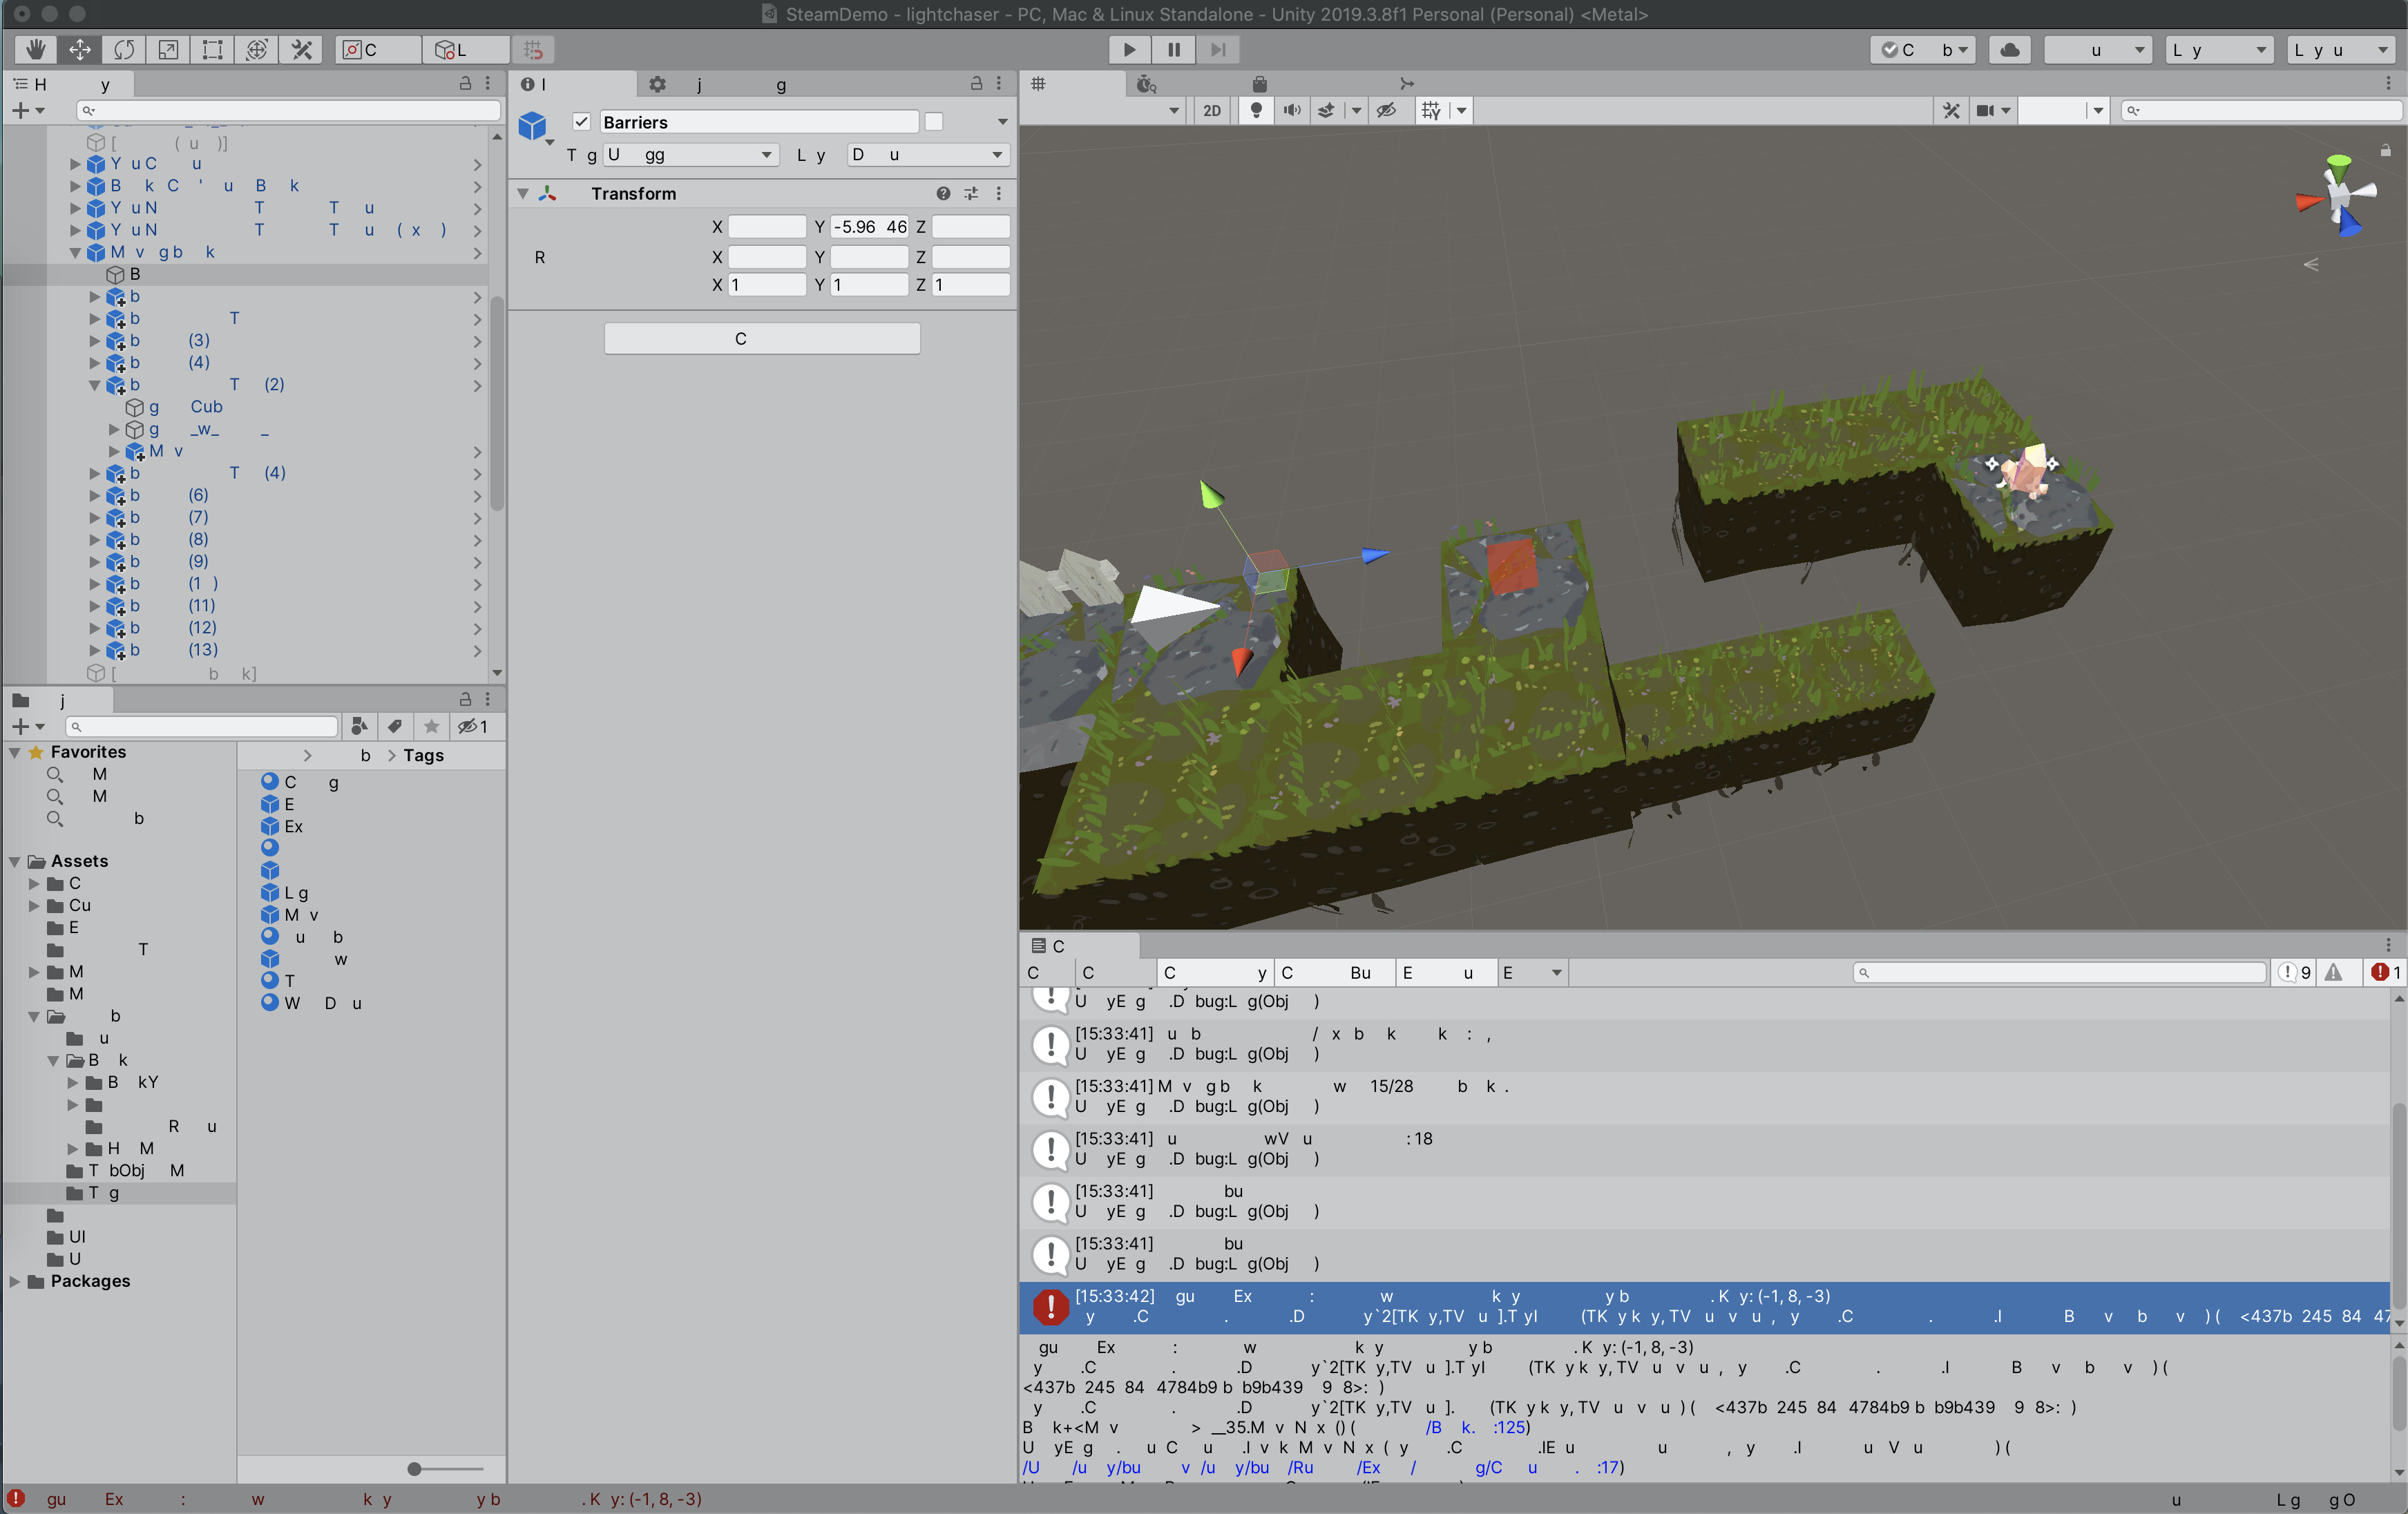 SteamDemo - lightchaser - PC, Mac & Linux Standalone - Unity 2019.3.8f1 Personal (Personal) <Metal>
C
L
C b
u
L y
L y u
H y
I
j g
2D
Barriers
T g U gg L y D u
Transform
X Y -5.96 46 Z
R X Y Z
X 1 Y 1 Z 1
C
[ ( u )]
Y u C u
B k C ' u B k
Y u N T T u
Y u N T T u ( x )
M v g b k
B
b
b T
b (3)
b (4)
b T (2)
g Cub
g _w_ _
M v
b T (4)
b (6)
b (7)
b (8)
b (9)
b (1 )
b (11)
b (12)
b (13)
[ b k]
j
1
Favorites
M
M
b
Assets
C
Cu
E
T
M
M
b
u
B k
B kY
R u
H M
T bObj M
T g
UI
U
Packages
b > Tags
C g
E
Ex
L g
M v
u b
w
T
W D u
C
C C C y C Bu E u E 9 1
U yE g .D bug:L g(Obj )
[15:33:41] u b / x b k k : ,
U yE g .D bug:L g(Obj )
[15:33:41] M v g b k w 15/28 b k .
U yE g .D bug:L g(Obj )
[15:33:41] u wV u : 18
U yE g .D bug:L g(Obj )
[15:33:41] bu
U yE g .D bug:L g(Obj )
[15:33:41] bu
U yE g .D bug:L g(Obj )
[15:33:42] gu Ex : w k y y b . K y: (-1, 8, -3)
y .C . .D y`2[TK y,TV u ].T yI (TK y k y, TV u v u , y .C . .I B v b v ) ( <437b 245 84 47
gu Ex : w k y y b . K y: (-1, 8, -3)
y .C . .D y`2[TK y,TV u ].T yI (TK y k y, TV u v u , y .C . .I B v b v ) (
<437b 245 84 4784b9 b b9b439 9 8>: )
y .C . .D y`2[TK y,TV u ]. (TK y k y, TV u v u ) ( <437b 245 84 4784b9 b b9b439 9 8>: )
B k+<M v > __35.M v N x () ( /B k. :125)
U yE g . u C u .I v k M v N x ( y .C .IE u u , y .I u V u ) (
/U /u y/bu v /u y/bu /Ru /Ex / g/C u . :17)
gu Ex : w k y y b . K y: (-1, 8, -3)
u L g g O